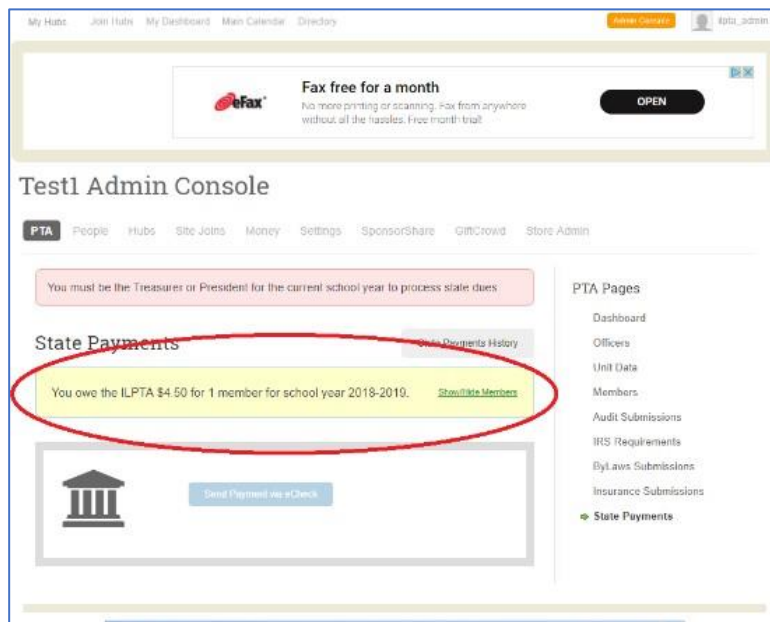 My Hubs Join Hubs My Dashboard Main Calendar Directory Admin Console ilpta_admin
eFax
Fax free for a month
No more printing or scanning. Fax from anywhere
without all the hassles. Free month trial!
OPEN
Test1 Admin Console
PTA People Hubs Site Joins Money Settings SponsorShare GiftCrowd Store Admin
You must be the Treasurer or President for the current school year to process state dues
State Payments
State Payments History
You owe the ILPTA $4.50 for 1 member for school year 2018-2019. Show/Hide Members
Send Payment via eCheck
PTA Pages
Dashboard
Officers
Unit Data
Members
Audit Submissions
IRS Requirements
ByLaws Submissions
Insurance Submissions
State Payments